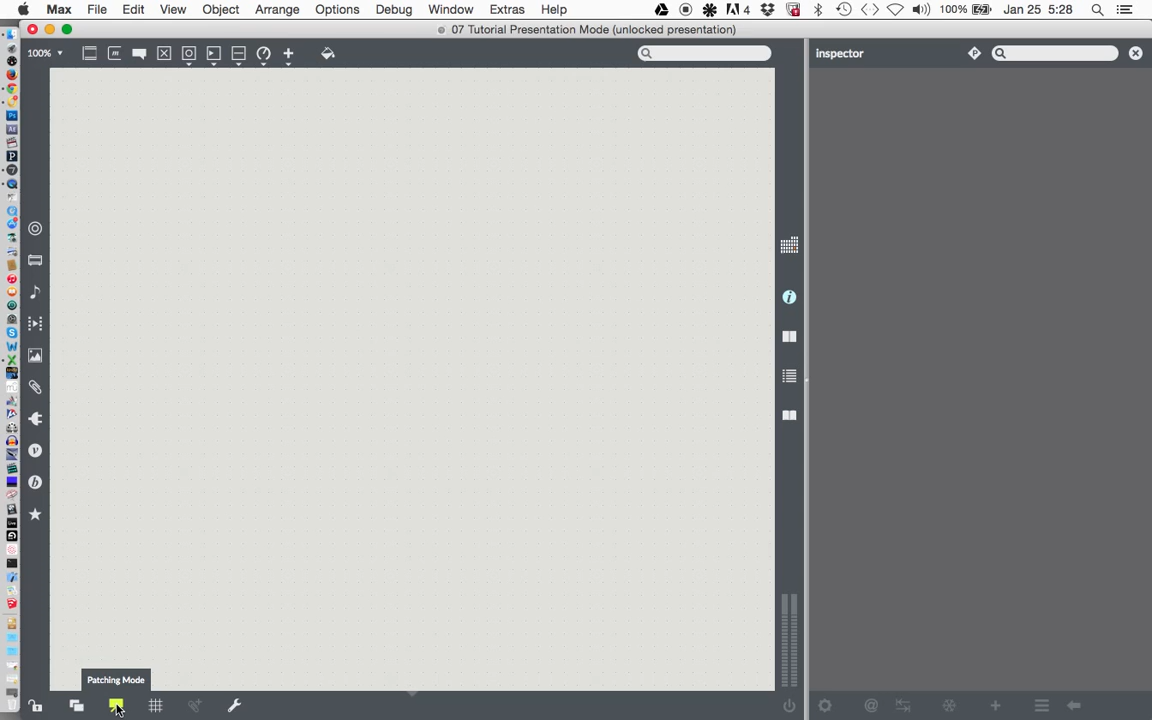 Max File Edit View Object Arrange Options Debug Window Extras Help 4 100% Jan 25 5:28
07 Tutorial Presentation Mode (unlocked presentation)
100%
inspector
Patching Mode